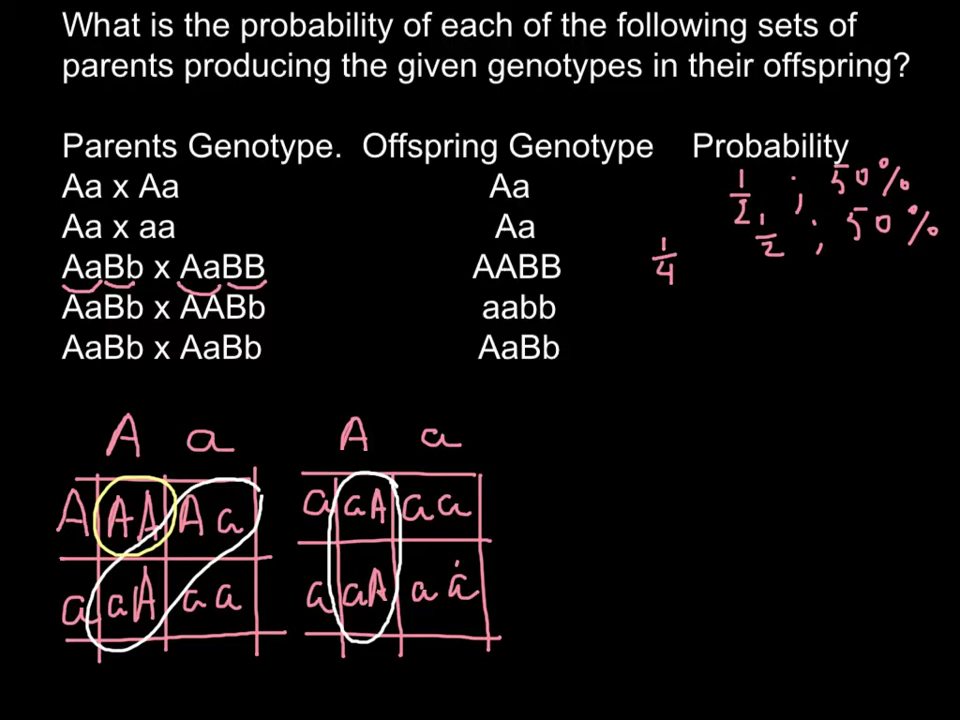 What is the probability of each of the following sets of
parents producing the given genotypes in their offspring?
Parents Genotype. Offspring Genotype Probability
Aa x Aa Aa 1/2 ; 50%
Aa x aa Aa 1/2 ; 50%
AaBb x AaBB AABB 1/4
AaBb x AABb aabb
AaBb x AaBb AaBb
A a A a
A AA Aa a aA aa
a aA aa a aA aa